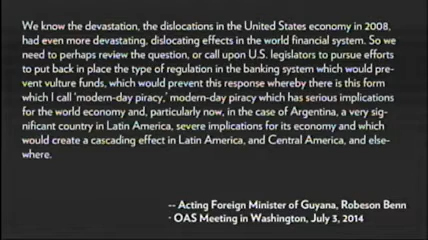 We know the devastation, the dislocations in the United States economy in 2008,
had even more devastating, dislocating effects in the world financial system. So we
need to perhaps review the question, or call upon U.S. legislators to pursue efforts
to put back in place the type of regulation in the banking system which would pre-
vent vulture funds, which would prevent this response whereby there is this form
which I call 'modern-day piracy,' modern-day piracy which has serious implications
for the world economy and, particularly now, in the case of Argentina, a very sig-
nificant country in Latin America, severe implications for its economy and which
would create a cascading effect in Latin America, and Central America, and else-
where.
-- Acting Foreign Minister of Guyana, Robeson Benn
- OAS Meeting in Washington, July 3, 2014